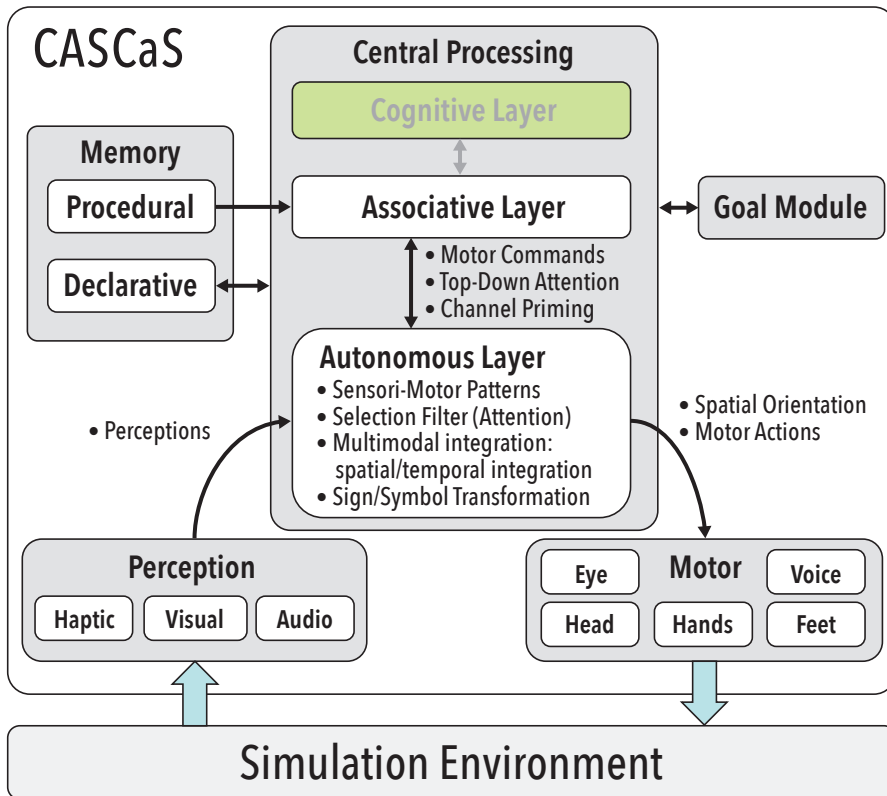 CASCaS
Central Processing
Cognitive Layer
Memory
Procedural
Associative Layer
Goal Module
Declarative
• Motor Commands
• Top-Down Attention
• Channel Priming
Autonomous Layer
• Sensori-Motor Patterns
• Selection Filter (Attention)
• Multimodal integration:
spatial/temporal integration
• Sign/Symbol Transformation
• Perceptions
• Spatial Orientation
• Motor Actions
Perception
Haptic
Visual
Audio
Motor
Eye
Voice
Head
Hands
Feet
Simulation Environment